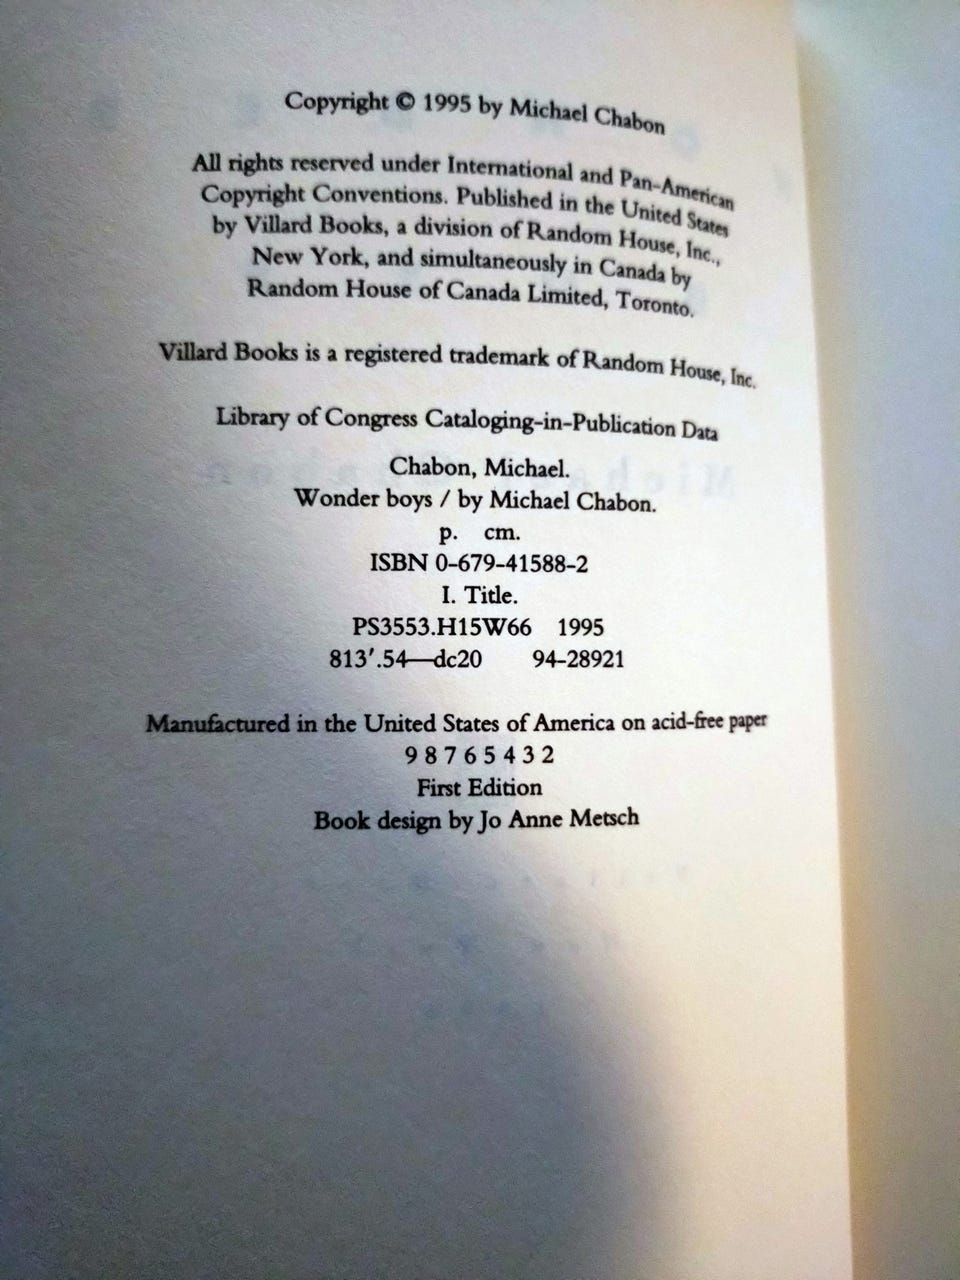 Copyright © 1995 by Michael Chabon
All rights reserved under International and Pan-American
Copyright Conventions. Published in the United States
by Villard Books, a division of Random House, Inc.,
New York, and simultaneously in Canada by
Random House of Canada Limited, Toronto.
Villard Books is a registered trademark of Random House, Inc.
Library of Congress Cataloging-in-Publication Data
Chabon, Michael.
Wonder boys / by Michael Chabon.
p. cm.
ISBN 0-679-41588-2
I. Title.
PS3553.H15W66 1995
813′.54—dc20 94-28921
Manufactured in the United States of America on acid-free paper
9 8 7 6 5 4 3 2
First Edition
Book design by Jo Anne Metsch